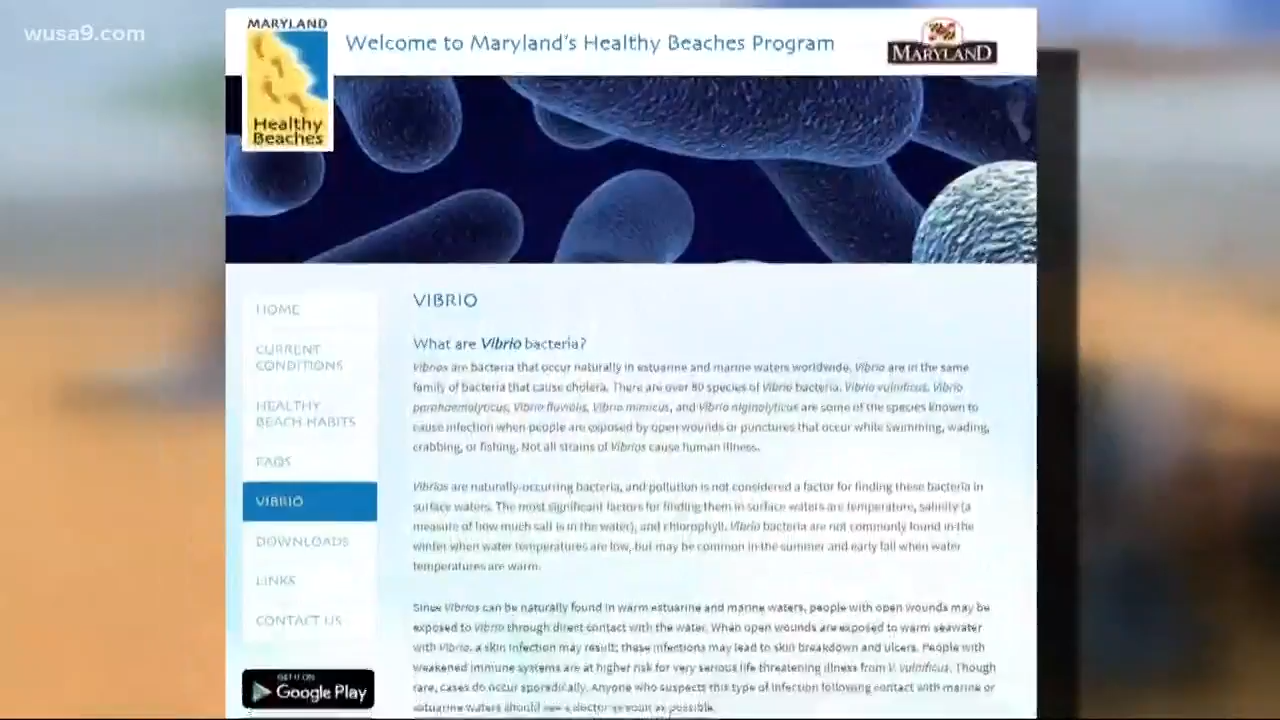 wusa9.com
MARYLAND
Healthy
Beaches
Welcome to Maryland's Healthy Beaches Program
MARYLAND
HOME
CURRENT
CONDITIONS
HEALTHY
BEACH HABITS
FAQS
VIBRIO
DOWNLOADS
LINKS
CONTACT US
GET IT ON
Google Play
VIBRIO
What are Vibrio bacteria?
Vibrios are bacteria that occur naturally in estuarine and marine waters worldwide. Vibrio are in the same
family of bacteria that cause cholera. There are over 80 species of Vibrio bacteria. Vibrio vulnificus, Vibrio
parahaemolyticus, Vibrio fluvialis, Vibrio mimicus, and Vibrio alginolyticus are some of the species known to
cause infection when people are exposed by open wounds or punctures that occur while swimming, wading,
crabbing, or fishing. Not all strains of Vibrios cause human illness.
Vibrios are naturally-occurring bacteria, and pollution is not considered a factor for finding these bacteria in
surface waters. The most significant factors for finding them in surface waters are temperature, salinity (a
measure of how much salt is in the water), and chlorophyll. Vibrio bacteria are not commonly found in the
winter when water temperatures are low, but may be common in the summer and early fall when water
temperatures are warm.
Since Vibrios can be naturally found in warm estuarine and marine waters, people with open wounds may be
exposed to Vibrio through direct contact with the water. When open wounds are exposed to warm seawater
with Vibrio, a skin infection may result; these infections may lead to skin breakdown and ulcers. People with
weakened immune systems are at higher risk for very serious life threatening illness from V. vulnificus. Though
rare, cases do occur sporadically. Anyone who suspects this type of infection following contact with marine or
estuarine waters should see a doctor as soon as possible.